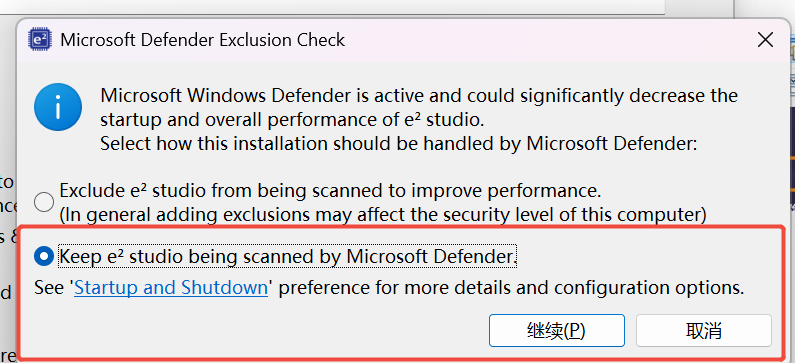 e²
Microsoft Defender Exclusion Check
Microsoft Windows Defender is active and could significantly decrease the
startup and overall performance of e² studio.
Select how this installation should be handled by Microsoft Defender:
Exclude e² studio from being scanned to improve performance.
(In general adding exclusions may affect the security level of this computer)
Keep e² studio being scanned by Microsoft Defender.
See 'Startup and Shutdown' preference for more details and configuration options.
继续(P)
取消